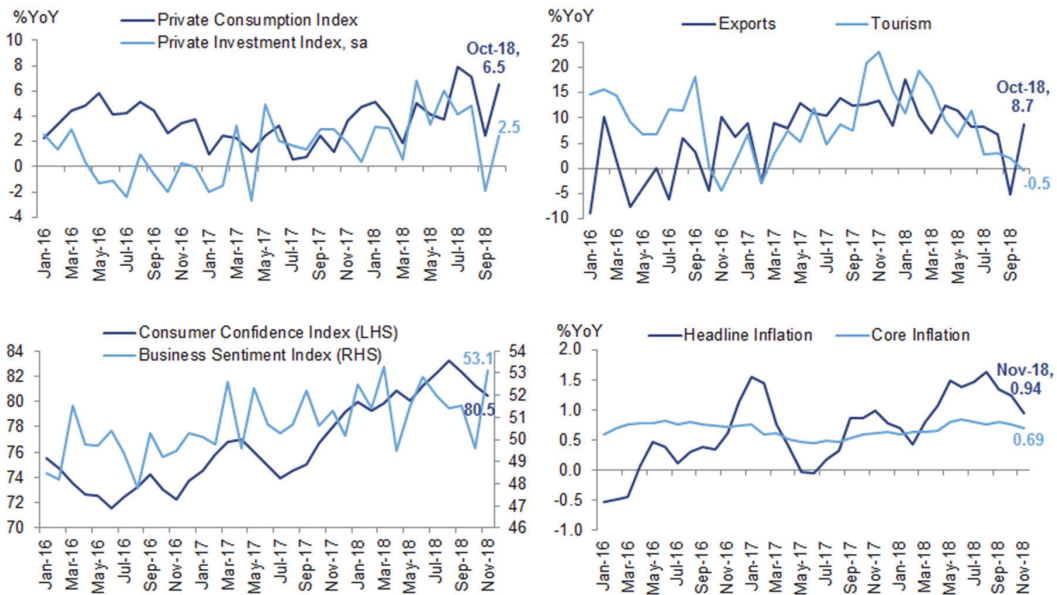 %YoY
Private Consumption Index
Private Investment Index, sa
10
8
6
4
2
0
-2
-4
Oct-18,
6.5
2.5
Jan-16
Mar-16
May-16
Jul-16
Sep-16
Nov-16
Jan-17
Mar-17
May-17
Jul-17
Sep-17
Nov-17
Jan-18
Mar-18
May-18
Jul-18
Sep-18
%YoY
Exports
Tourism
25
20
15
10
5
0
-5
-10
Oct-18,
8.7
-0.5
Jan-16
Mar-16
May-16
Jul-16
Sep-16
Nov-16
Jan-17
Mar-17
May-17
Jul-17
Sep-17
Nov-17
Jan-18
Mar-18
May-18
Jul-18
Sep-18
Consumer Confidence Index (LHS)
Business Sentiment Index (RHS)
84
82
80
78
76
74
72
70
54
53
52
51
50
49
48
47
46
53.1
80.5
Jan-16
Mar-16
May-16
Jul-16
Sep-16
Nov-16
Jan-17
Mar-17
May-17
Jul-17
Sep-17
Nov-17
Jan-18
Mar-18
May-18
Jul-18
Sep-18
Nov-18
%YoY
Headline Inflation
Core Inflation
2.0
1.5
1.0
0.5
0.0
-0.5
-1.0
Nov-18,
0.94
0.69
Jan-16
Mar-16
May-16
Jul-16
Sep-16
Nov-16
Jan-17
Mar-17
May-17
Jul-17
Sep-17
Nov-17
Jan-18
Mar-18
May-18
Jul-18
Sep-18
Nov-18